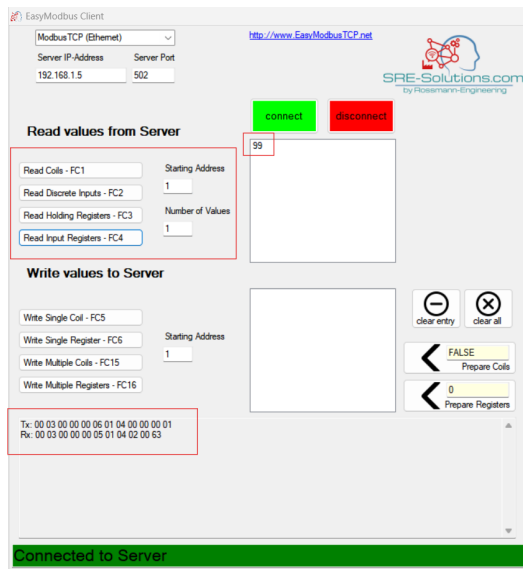 EasyModbus Client
ModbusTCP (Ethernet)
http://www.EasyModbusTCP.net
Server IP-Address Server Port
192.168.1.5 502
SRE-Solutions.com
by Rossmann-Engineering
connect disconnect
Read values from Server
99
Read Coils - FC1 Starting Address
1
Read Discrete Inputs - FC2
Read Holding Registers - FC3 Number of Values
1
Read Input Registers - FC4
Write values to Server
clear entry clear all
Write Single Coil - FC5
Write Single Register - FC6 Starting Address
1
Write Multiple Coils - FC15
Write Multiple Registers - FC16
FALSE
Prepare Coils
0
Prepare Registers
Tx: 00 03 00 00 00 06 01 04 00 00 00 01
Rx: 00 03 00 00 00 05 01 04 02 00 63
Connected to Server